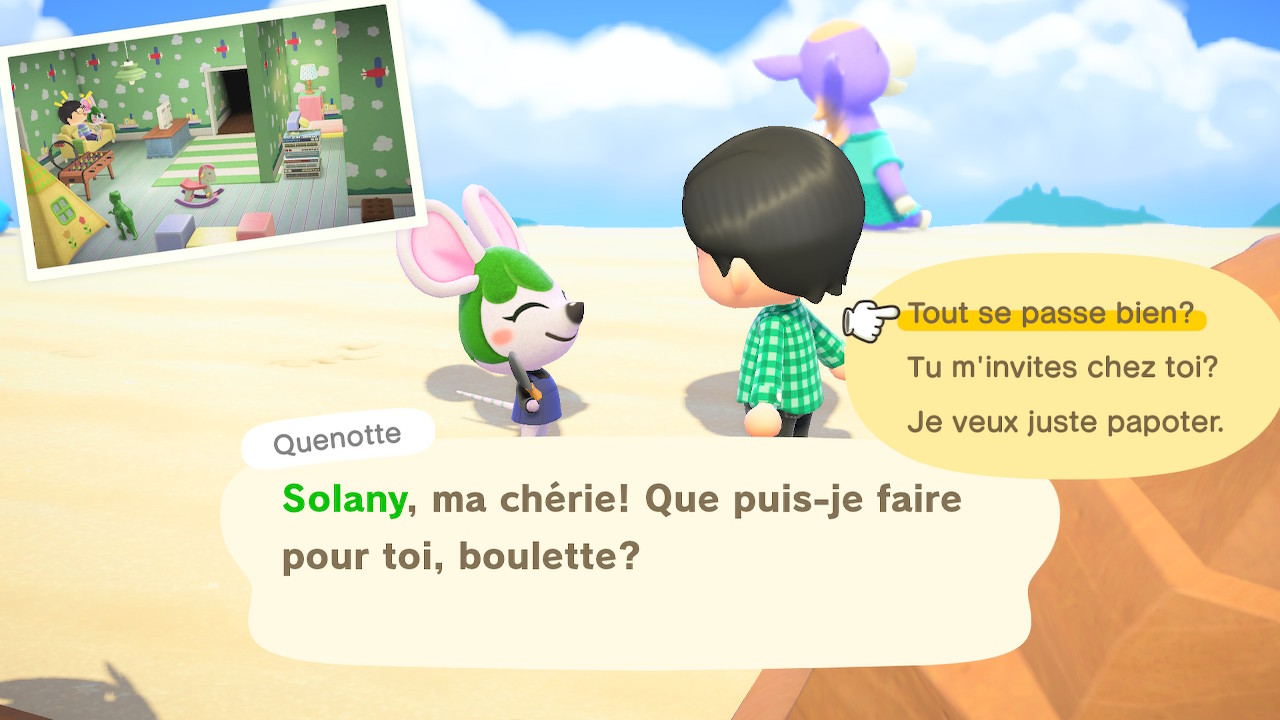 Tout se passe bien?
Tu m'invites chez toi?
Je veux juste papoter.
Quenotte
Solany, ma chérie! Que puis-je faire
pour toi, boulette?